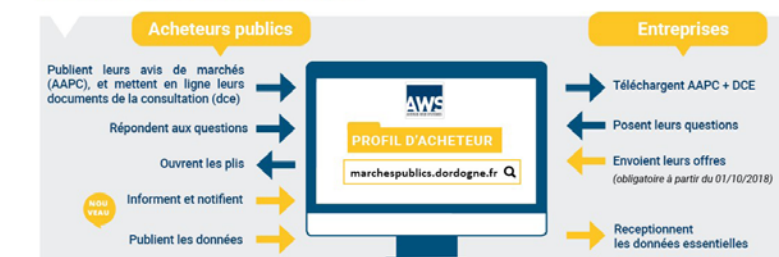 Acheteurs publics
Publient leurs avis de marchés
(AAPC), et mettent en ligne leurs
documents de la consultation (dce)
Répondent aux questions
Ouvrent les plis
NOU
VEAU
Informent et notifient
Publient les données
AWS
PROFIL D'ACHETEUR
marchespublics.dordogne.fr
Entreprises
Téléchargent AAPC + DCE
Posent leurs questions
Envoient leurs offres
(obligatoire à partir du 01/10/2018)
Receptionnent
les données essentielles